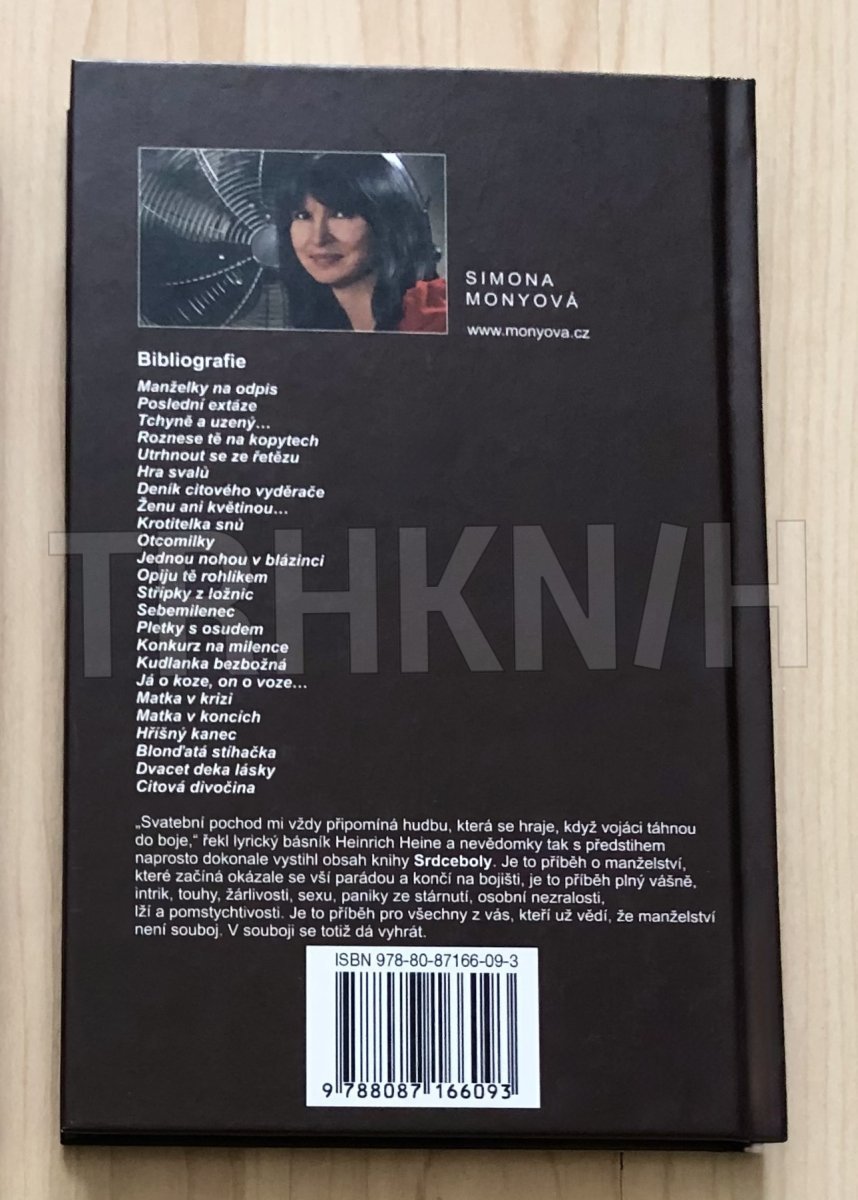 SIMONA
MONYOVÁ
www.monyova.cz
Bibliografie
Manželky na odpis
Poslední extáze
Tchyně a uzený...
Roznese tě na kopytech
Utrhnout se ze řetězu
Hra svalů
Deník citového vyděrače
Ženu ani květinou...
Krotitelka snů
Otcomilky
Jednou nohou v blázinci
Opiju tě rohlíkem
Střípky z ložnic
Sebemilenec
Pletky s osudem
Konkurz na milence
Kudlanka bezbožná
Já o koze, on o voze...
Matka v krizi
Matka v koncích
Hříšný kanec
Blonďatá stíhačka
Dvacet deka lásky
Citová divočina
„Svatební pochod mi vždy připomíná hudbu, která se hraje, když vojáci táhnou
do boje,“ řekl lyrický básník Heinrich Heine a nevědomky tak s předstihem
naprosto dokonale vystihl obsah knihy Srdceboly. Je to příběh o manželství,
které začíná okázale se vší parádou a končí na bojišti, je to příběh plný vášně,
intrik, touhy, žárlivosti, sexu, paniky ze stárnutí, osobní nezralosti,
lží a pomstychtivosti. Je to příběh pro všechny z vás, kteří už vědí, že manželství
není souboj. V souboji se totiž dá vyhrát.
ISBN 978-80-87166-09-3
9 788087 166093
TRHKNIH